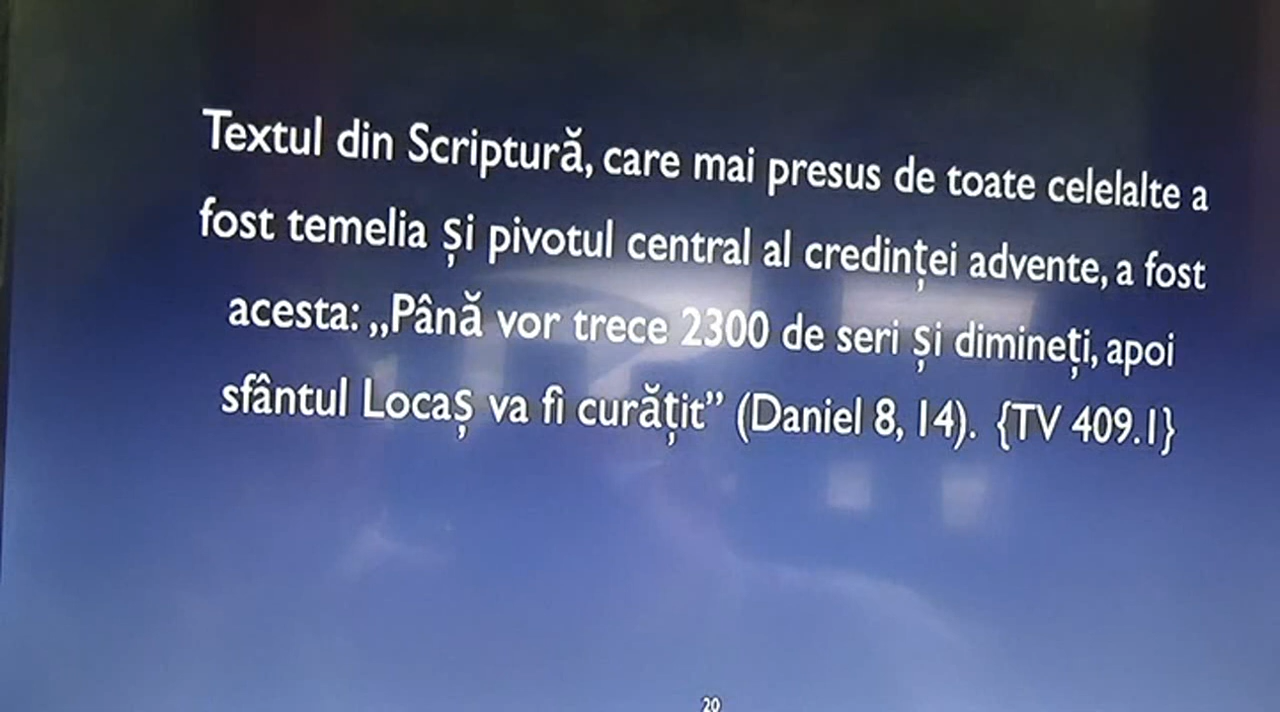 Textul din Scriptură, care mai presus de toate celelalte a
fost temelia și pivotul central al credinței advente, a fost
acesta: „Până vor trece 2300 de seri și dimineți, apoi
sfântul Locaș va fi curățit” (Daniel 8, 14). {TV 409.1}
20